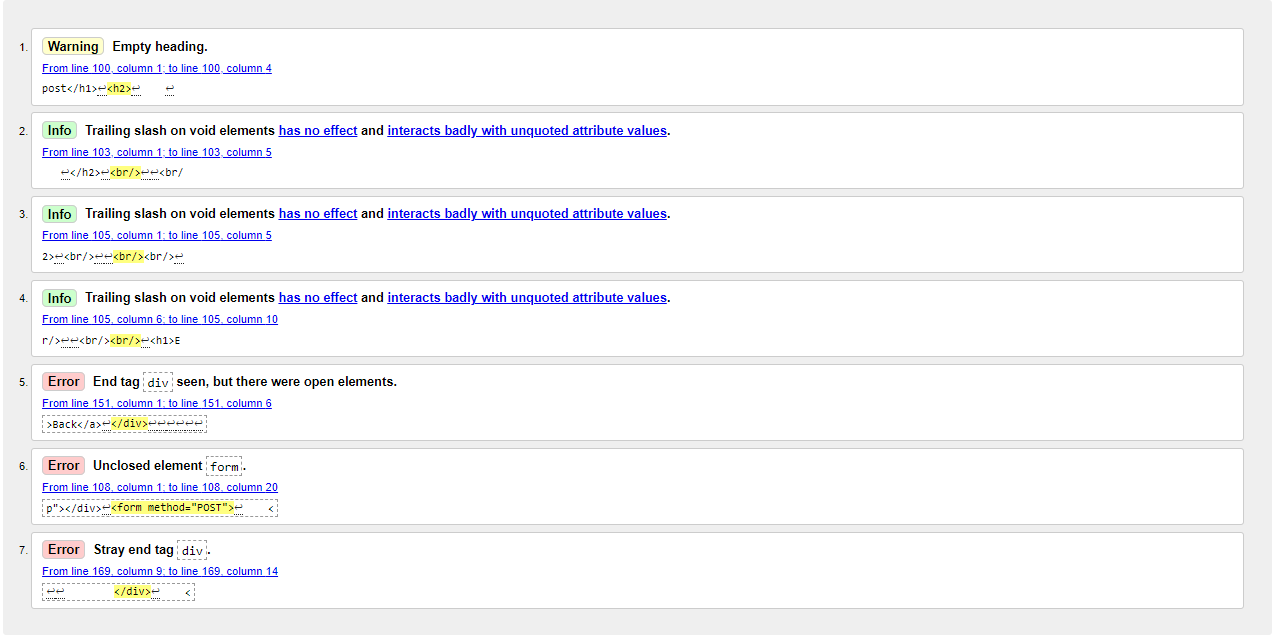 1. Warning Empty heading.
From line 100, column 1; to line 100, column 4
post</h1>↩<h2>↩    ↩
2. Info Trailing slash on void elements has no effect and interacts badly with unquoted attribute values.
From line 103, column 1; to line 103, column 5
↩</h2>↩<br/>↩↩<br/
3. Info Trailing slash on void elements has no effect and interacts badly with unquoted attribute values.
From line 105, column 1; to line 105, column 5
2>↩<br/>↩↩<br/><br/>↩
4. Info Trailing slash on void elements has no effect and interacts badly with unquoted attribute values.
From line 105, column 6; to line 105, column 10
r/>↩↩<br/><br/>↩<h1>E
5. Error End tag div seen, but there were open elements.
From line 151, column 1; to line 151, column 6
>Back</a>↩</div>↩↩↩↩↩↩
6. Error Unclosed element form.
From line 108, column 1; to line 108, column 20
p"></div>↩<form method="POST">↩    <
7. Error Stray end tag div.
From line 169, column 9; to line 169, column 14
↩↩        </div>↩    <